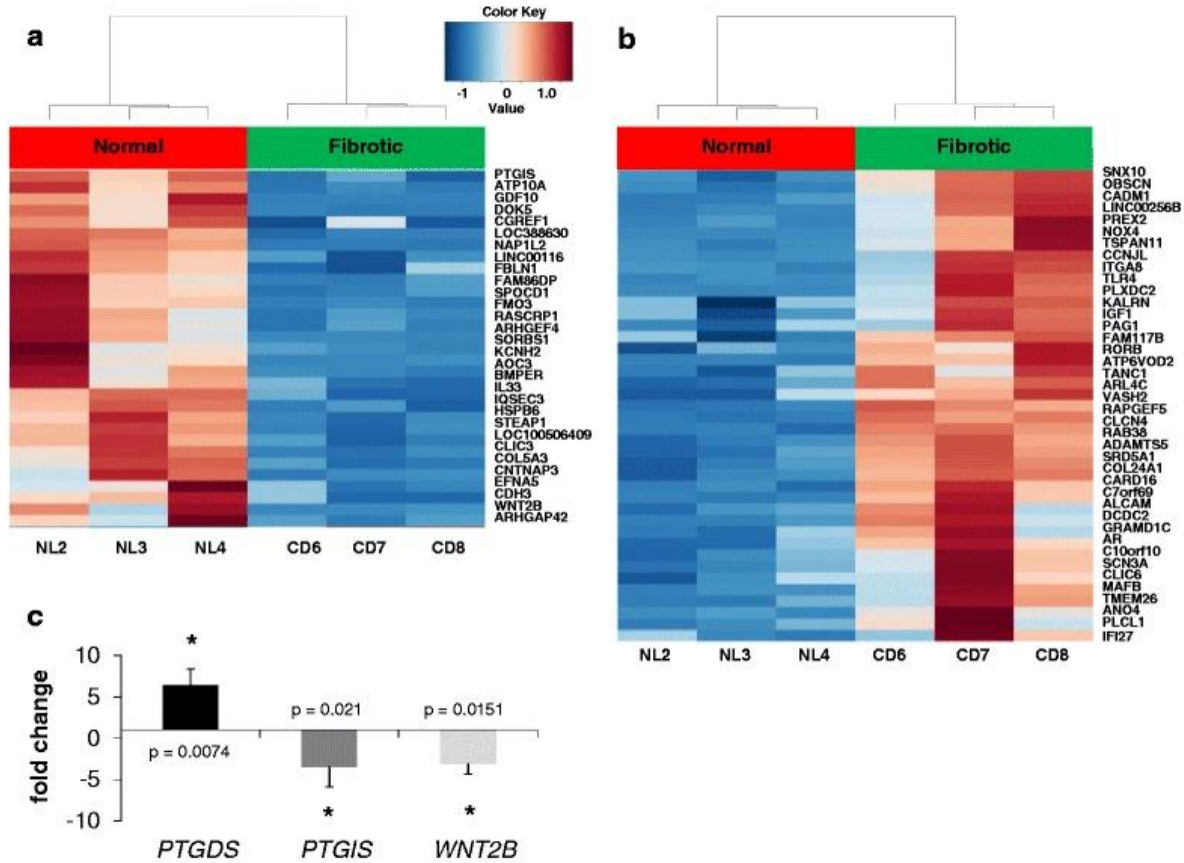 a
Color Key
-1 0 1.0
Value
Normal Fibrotic
PTGIS
ATP10A
GDF10
DOK5
CGREF1
LOC388630
NAP1L2
LINC00116
FBLN1
FAM86DP
SPOCD1
FMO3
RASCRP1
ARHGEF4
SORBS1
KCNH2
AOC3
BMPER
IL33
IQSEC3
HSPB6
STEAP1
LOC100506409
CLIC3
COL5A3
CNTNAP3
EFNA5
CDH3
WNT2B
ARHGAP42
NL2 NL3 NL4 CD6 CD7 CD8
b
Normal Fibrotic
SNX10
OBSCN
CADM1
LINC00256B
PREX2
NOX4
TSPAN11
CCNJL
ITGA8
TLR4
PLXDC2
KALRN
IGF1
PAG1
FAM117B
RORB
ATP6VOD2
TANC1
ARL4C
VASH2
RAPGEF5
CLCN4
RAB38
ADAMTS5
SRD5A1
COL24A1
CARD16
C7orf69
ALCAM
DCDC2
GRAMD1C
AR
C10orf10
SCN3A
CLIC6
MAFB
TMEM26
ANO4
PLCL1
IFI27
NL2 NL3 NL4 CD6 CD7 CD8
c
fold change
10
5
0
-5
-10
*
p = 0.0074
p = 0.021
p = 0.0151
*
*
PTGDS PTGIS WNT2B